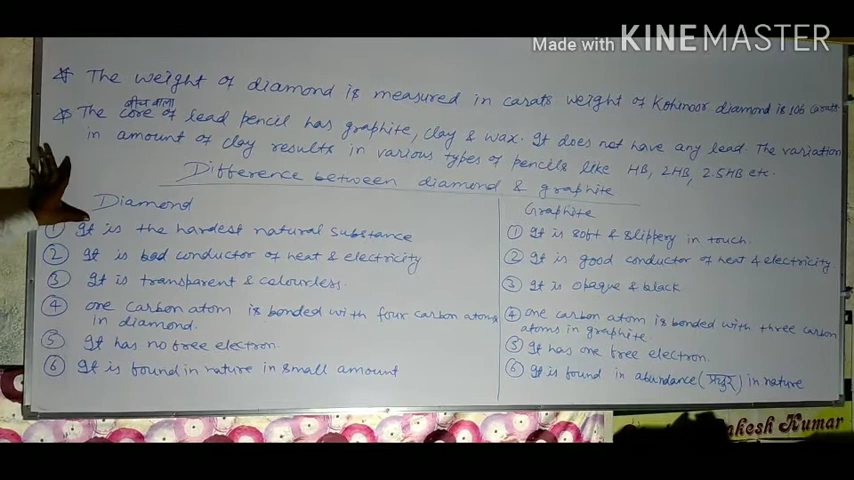 Made with KINEMASTER
* The weight of diamond is measured in carats weight of Kohinoor diamond is 106 caratt.
बीच वाला
* The core of lead pencil has graphite, clay & wax. It does not have any lead. The variation
in amount of clay results in various types of pencils like HB, 2HB, 2.5HB etc.
Difference between diamond & graphite
Diamond
Graphite
① It is the hardest natural substance
② It is bad conductor of heat & electricity
③ It is transparent & colourless.
④ one carbon atom is bonded with four carbon atoms
in diamond.
⑤ It has no free electron.
⑥ It is found in nature in small amount
① It is soft & slippery in touch.
② It is good conductor of heat & electricity
③ It is opaque & black
④ one carbon atom is bonded with three carbon
atoms in graphite
⑤ It has one free electron.
⑥ It is found in abundance (प्रचुर) in nature
akesh Kumar